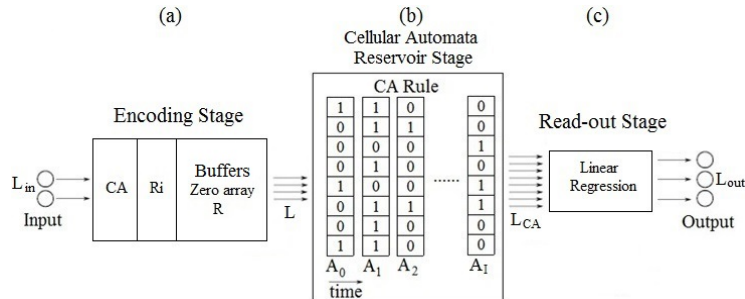 (a)
(b)
(c)
Cellular Automata
Reservoir Stage
Encoding Stage
CA Rule
Read-out Stage
L_in
Input
CA
Ri
Buffers
Zero array
R
L
1 1 0 0
0 1 1 0
0 0 0 1
0 1 0 0
1 0 0 ...... 1
0 1 1 1
0 0 0 0
1 1 0 0
A_0 A_1 A_2 A_I
time
L_CA
Linear
Regression
L_out
Output